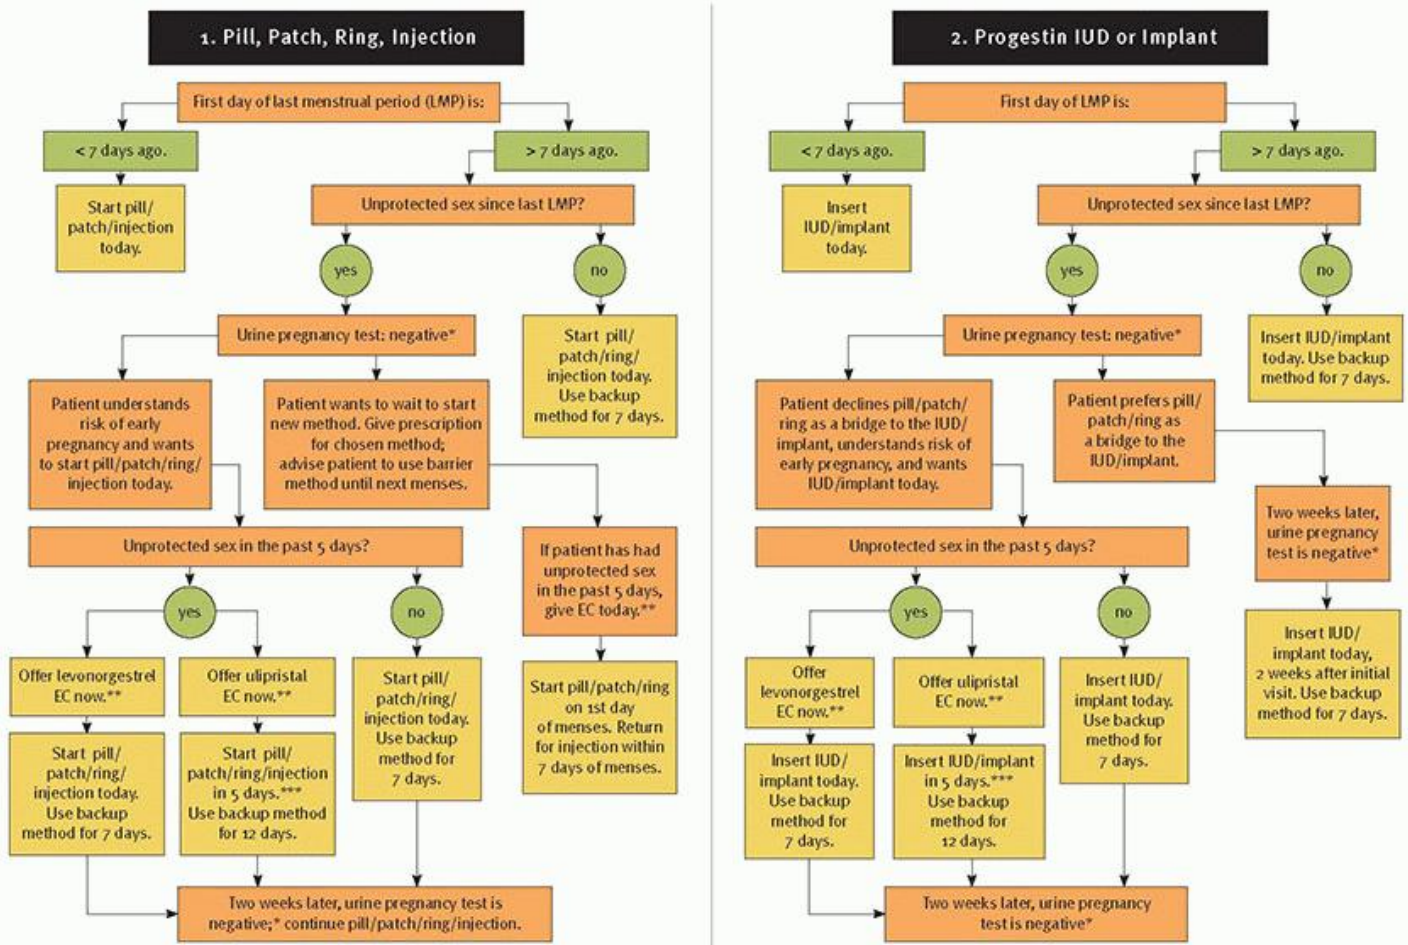 1. Pill, Patch, Ring, Injection
First day of last menstrual period (LMP) is:
< 7 days ago.
> 7 days ago.
Start pill/
patch/injection
today.
Unprotected sex since last LMP?
yes
no
Urine pregnancy test: negative*
Start pill/
patch/ring/
injection today.
Use backup
method for 7 days.
Patient understands
risk of early
pregnancy and wants
to start pill/patch/ring/
injection today.
Patient wants to wait to start
new method. Give prescription
for chosen method;
advise patient to use barrier
method until next menses.
Unprotected sex in the past 5 days?
If patient has had
unprotected sex
in the past 5 days,
give EC today.**
yes
no
Offer levonorgestrel
EC now.**
Offer ulipristal
EC now.**
Start pill/
patch/ring/
injection today.
Use backup
method for
7 days.
Start pill/patch/ring
on 1st day
of menses. Return
for injection within
7 days of menses.
Start pill/
patch/ring/
injection today.
Use backup
method for 7 days.
Start pill/
patch/ring/injection
in 5 days.***
Use backup method
for 12 days.
Two weeks later, urine pregnancy test is
negative;* continue pill/patch/ring/injection.
2. Progestin IUD or Implant
First day of LMP is:
< 7 days ago.
> 7 days ago.
Insert
IUD/implant
today.
Unprotected sex since last LMP?
yes
no
Urine pregnancy test: negative*
Insert IUD/implant
today. Use backup
method for 7 days.
Patient declines pill/patch/
ring as a bridge to the IUD/
implant, understands risk of
early pregnancy, and wants
IUD/implant today.
Patient prefers pill/
patch/ring as
a bridge to the
IUD/implant.
Two weeks later,
urine pregnancy
test is negative*
Unprotected sex in the past 5 days?
yes
no
Insert IUD/
implant today,
2 weeks after initial
visit. Use backup
method for 7 days.
Offer
levonorgestrel
EC now.**
Offer ulipristal
EC now.**
Insert IUD/
implant today.
Use backup
method for
7 days.
Insert IUD/
implant today.
Use backup
method for
7 days.
Insert IUD/implant
in 5 days.***
Use backup
method for
12 days.
Two weeks later, urine pregnancy
test is negative*